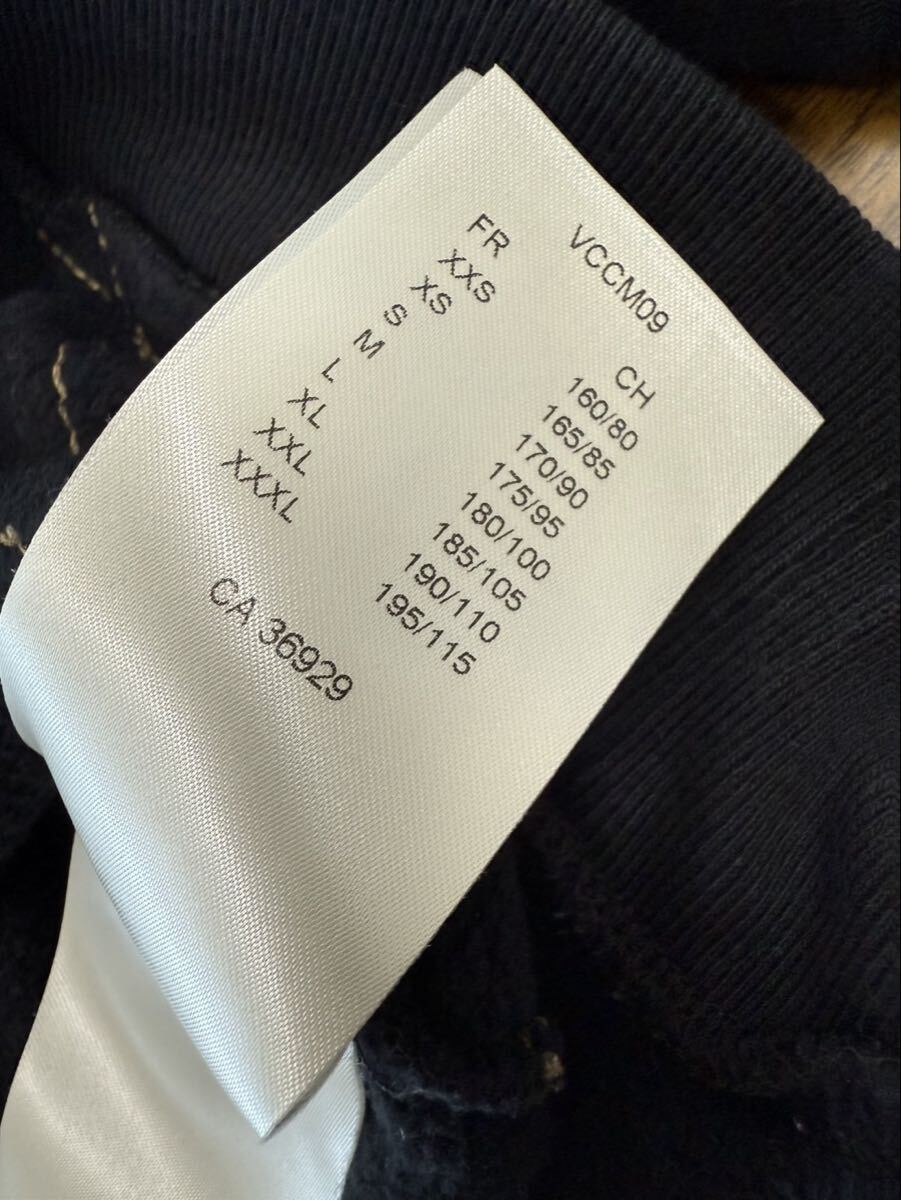 VCCM09
FR CH
XXS 160/80
XS 165/85
S 170/90
M 175/95
L 180/100
XL 185/105
XXL 190/110
XXXL 195/115
CA 36929